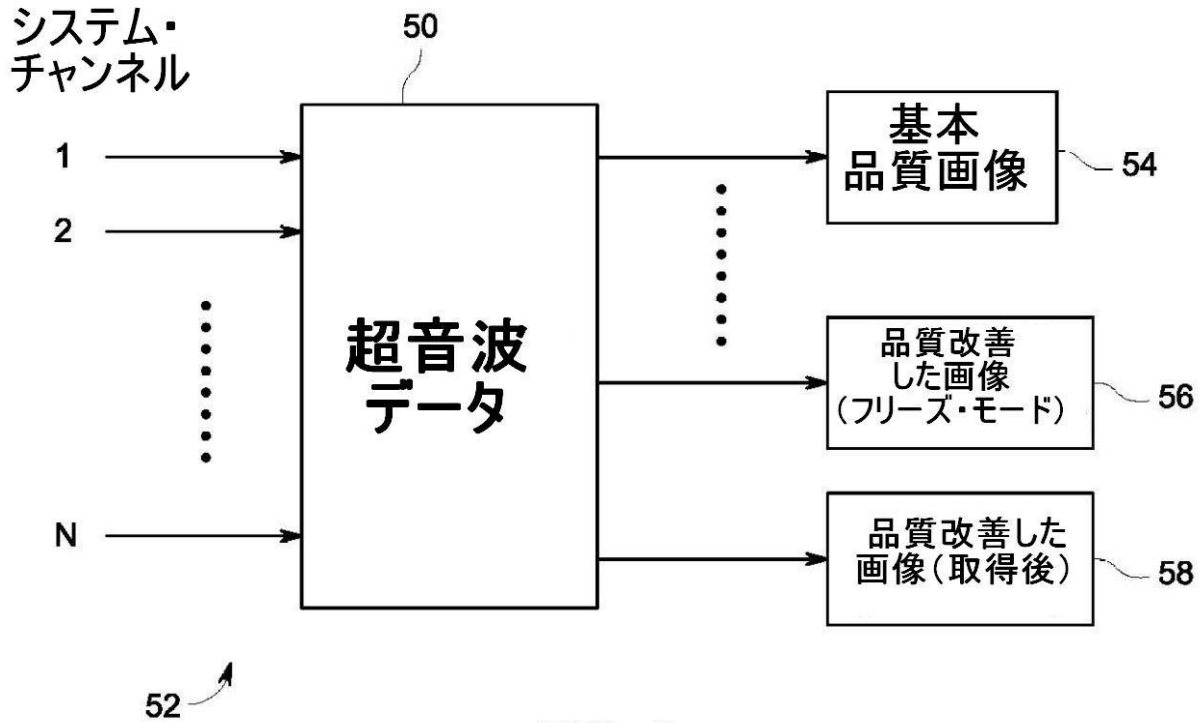 システム・
チャンネル
50
1
2
N
超音波
データ
基本
品質画像
54
品質改善
した画像
(フリーズ・モード)
56
品質改善した
画像(取得後)
58
52